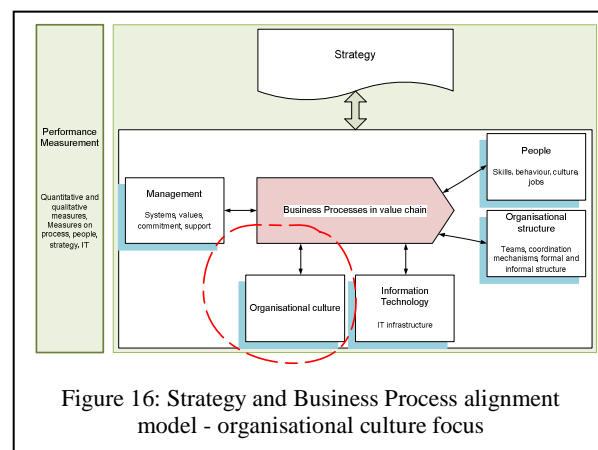 Strategy
Performance
Measurement
Quantitative and
qualitative
measures,
Measures on
process, people,
strategy, IT
Management
Systems, values,
commitment, support
Business Processes in value chain
People
Skills, behaviour, culture,
jobs
Organisational
structure
Teams, coordination
mechanisms, formal and
informal structure
Organisational culture
Information
Technology
IT infrastructure
Figure 16: Strategy and Business Process alignment
model - organisational culture focus